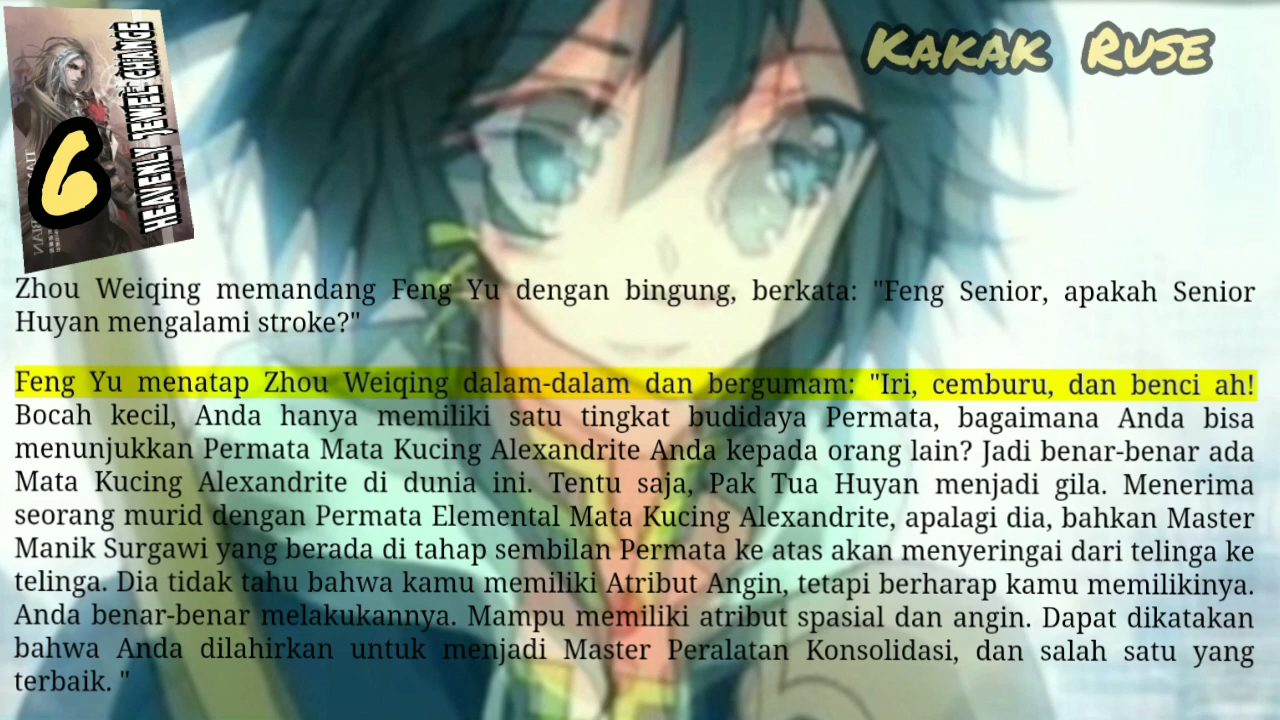 Kakak Ruse
HEAVENLY JEWEL CHANGE
6
Zhou Weiqing memandang Feng Yu dengan bingung, berkata: "Feng Senior, apakah Senior
Huyan mengalami stroke?"
Feng Yu menatap Zhou Weiqing dalam-dalam dan bergumam: "Iri, cemburu, dan benci ah!
Bocah kecil, Anda hanya memiliki satu tingkat budidaya Permata, bagaimana Anda bisa
menunjukkan Permata Mata Kucing Alexandrite Anda kepada orang lain? Jadi benar-benar ada
Mata Kucing Alexandrite di dunia ini. Tentu saja, Pak Tua Huyan menjadi gila. Menerima
seorang murid dengan Permata Elemental Mata Kucing Alexandrite, apalagi dia, bahkan Master
Manik Surgawi yang berada di tahap sembilan Permata ke atas akan menyeringai dari telinga ke
telinga. Dia tidak tahu bahwa kamu memiliki Atribut Angin, tetapi berharap kamu memilikinya.
Anda benar-benar melakukannya. Mampu memiliki atribut spasial dan angin. Dapat dikatakan
bahwa Anda dilahirkan untuk menjadi Master Peralatan Konsolidasi, dan salah satu yang
terbaik. "